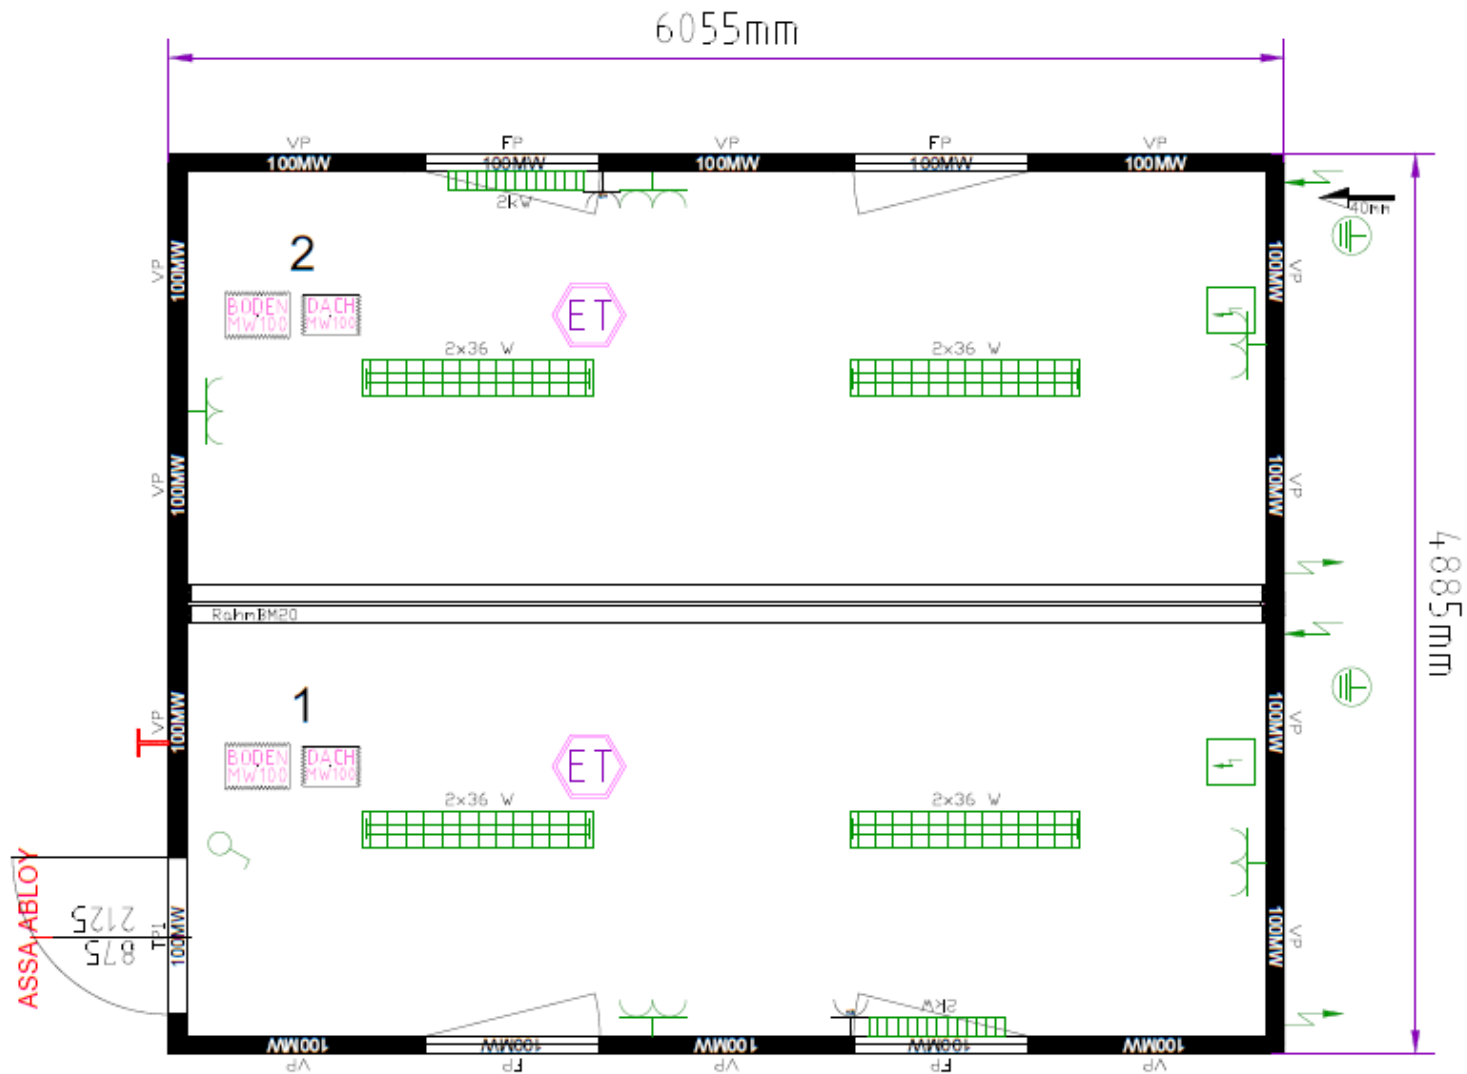 6055mm
VP FP VP FP VP
100MW 100MW 100MW 100MW 100MW
2kW
40mm
2
VP 100MW
100MW VP
BODEN DACH
MW100 MW100
ET
2x36 W 2x36 W
VP 100MW
100MW VP
4885mm
RahmBM20
1
VP 100MW
100MW VP
BODEN DACH
MW100 MW100
ET
2x36 W 2x36 W
ASSA ABLOY
2125
875
TP1
100MW
100MW VP
2kW
100MW 100MW 100MW 100MW 100MW
VP FP VP FP VP